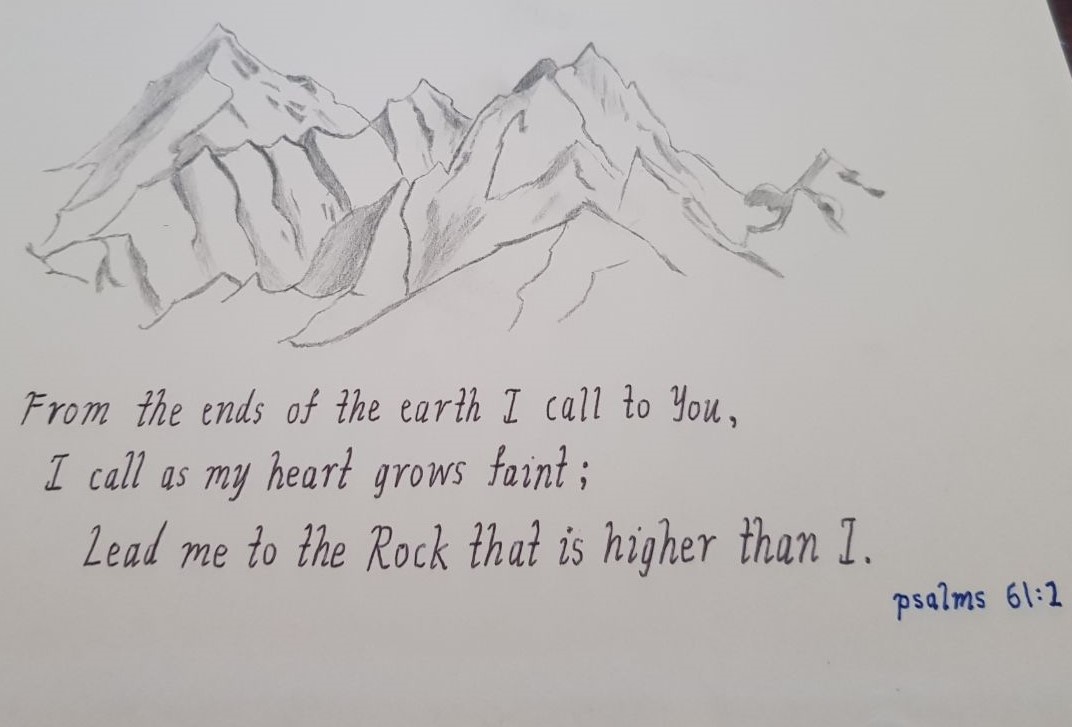 From the ends of the earth I call to You,
I call as my heart grows faint;
Lead me to the Rock that is higher than I.
psalms 61:2